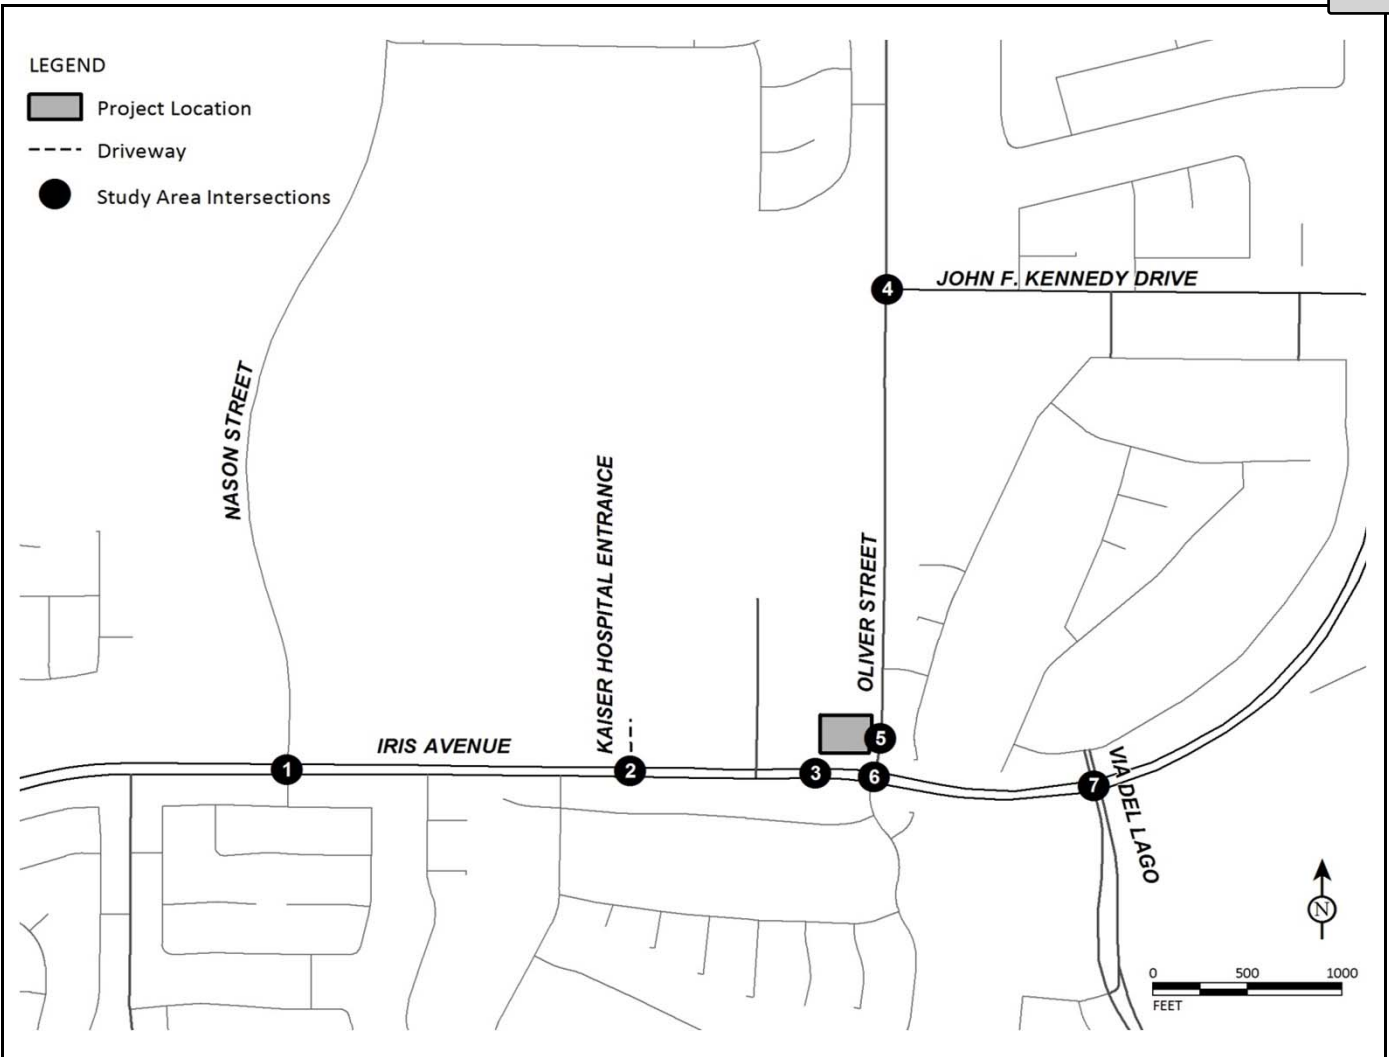 LEGEND
Project Location
Driveway
Study Area Intersections
4
JOHN F. KENNEDY DRIVE
NASON STREET
KAISER HOSPITAL ENTRANCE
OLIVER STREET
IRIS AVENUE
5
1
2
3
6
7
VIA DEL LAGO
N
0 500 1000
FEET